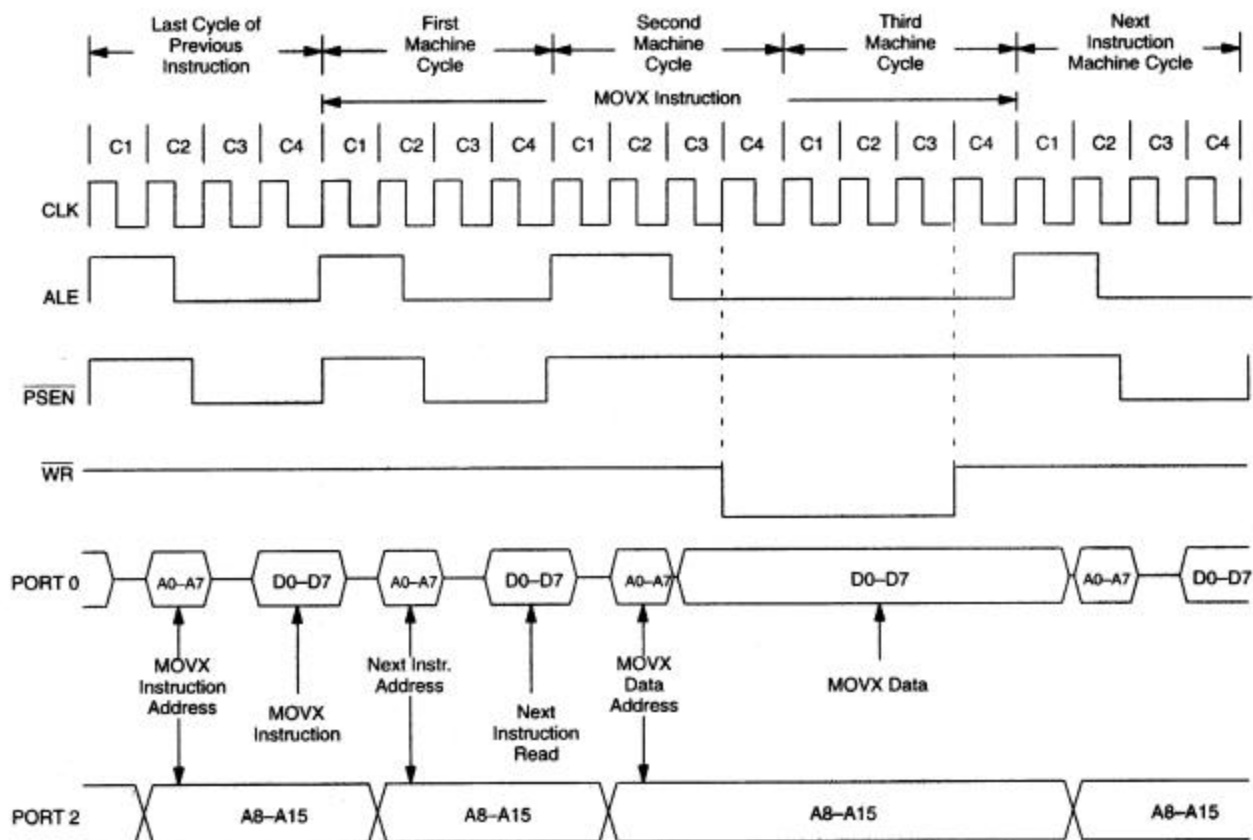 Last Cycle of
Previous
Instruction
First
Machine
Cycle
Second
Machine
Cycle
Third
Machine
Cycle
Next
Instruction
Machine Cycle
MOVX Instruction
C1 C2 C3 C4 C1 C2 C3 C4 C1 C2 C3 C4 C1 C2 C3 C4 C1 C2 C3 C4
CLK
ALE
PSEN
WR
PORT 0
A0–A7 D0–D7 A0–A7 D0–D7 A0–A7 D0–D7 A0–A7 D0–D7
MOVX
Instruction
Address
MOVX
Instruction
Next Instr.
Address
Next
Instruction
Read
MOVX
Data
Address
MOVX Data
PORT 2
A8–A15 A8–A15 A8–A15 A8–A15